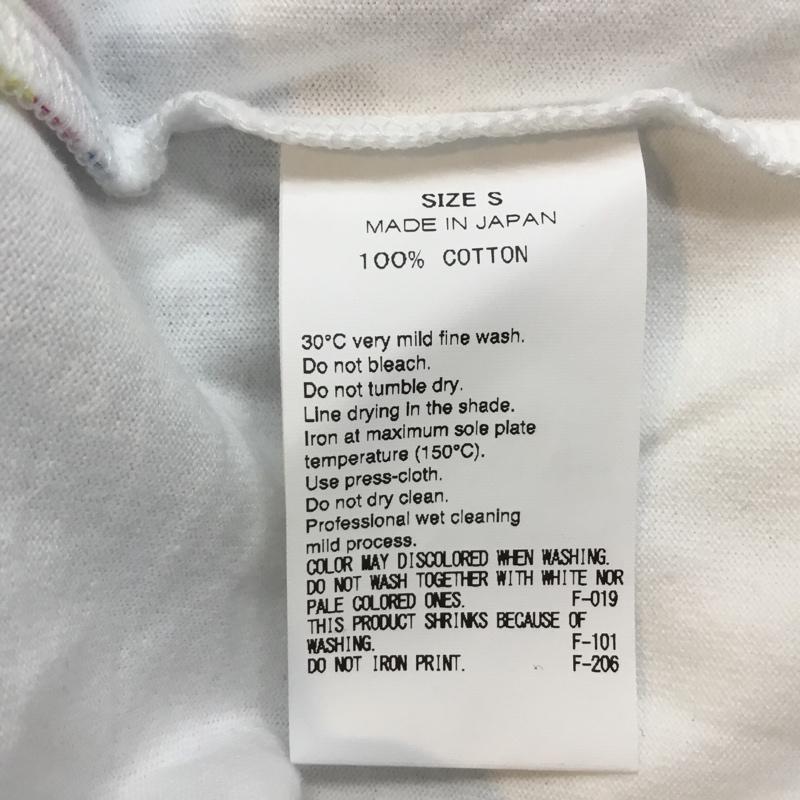 SIZE S
MADE IN JAPAN
100% COTTON
30°C very mild fine wash.
Do not bleach.
Do not tumble dry.
Line drying in the shade.
Iron at maximum sole plate
temperature (150°C).
Use press-cloth.
Do not dry clean.
Professional wet cleaning
mild process.
COLOR MAY DISCOLORED WHEN WASHING.
DO NOT WASH TOGETHER WITH WHITE NOR
PALE COLORED ONES. F-019
THIS PRODUCT SHRINKS BECAUSE OF
WASHING. F-101
DO NOT IRON PRINT. F-206